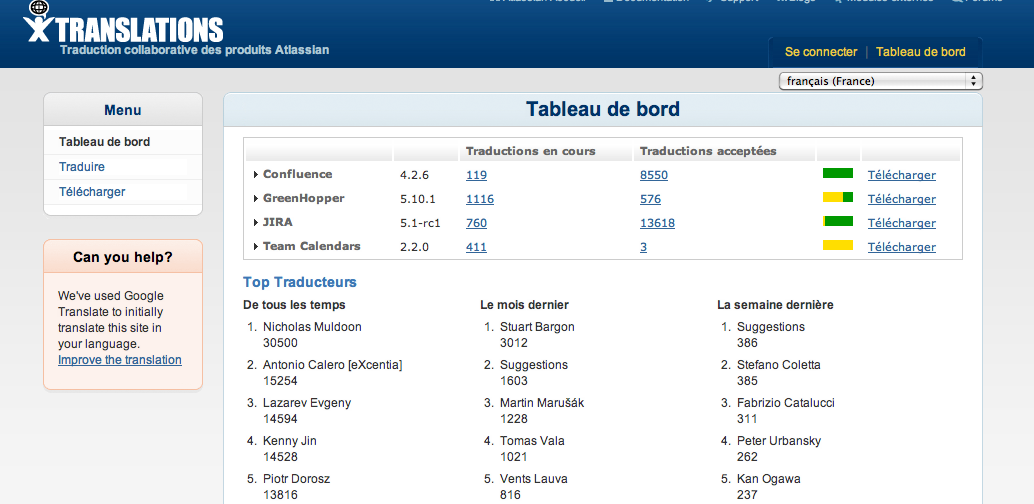 TRANSLATIONS
Traduction collaborative des produits Atlassian
Se connecter | Tableau de bord
français (France)
Menu
Tableau de bord
Traduire
Télécharger
Can you help?
We've used Google
Translate to initially
translate this site in
your language.
Improve the translation
Tableau de bord
Traductions en cours Traductions acceptées
Confluence 4.2.6 119 8550 Télécharger
GreenHopper 5.10.1 1116 576 Télécharger
JIRA 5.1-rc1 760 13618 Télécharger
Team Calendars 2.2.0 411 3 Télécharger
Top Traducteurs
De tous les temps
1. Nicholas Muldoon
30500
2. Antonio Calero [eXcentia]
15254
3. Lazarev Evgeny
14594
4. Kenny Jin
14528
5. Piotr Dorosz
13816
Le mois dernier
1. Stuart Bargon
3012
2. Suggestions
1603
3. Martin Marušák
1228
4. Tomas Vala
1021
5. Vents Lauva
816
La semaine dernière
1. Suggestions
386
2. Stefano Coletta
385
3. Fabrizio Catalucci
311
4. Peter Urbansky
262
5. Kan Ogawa
237